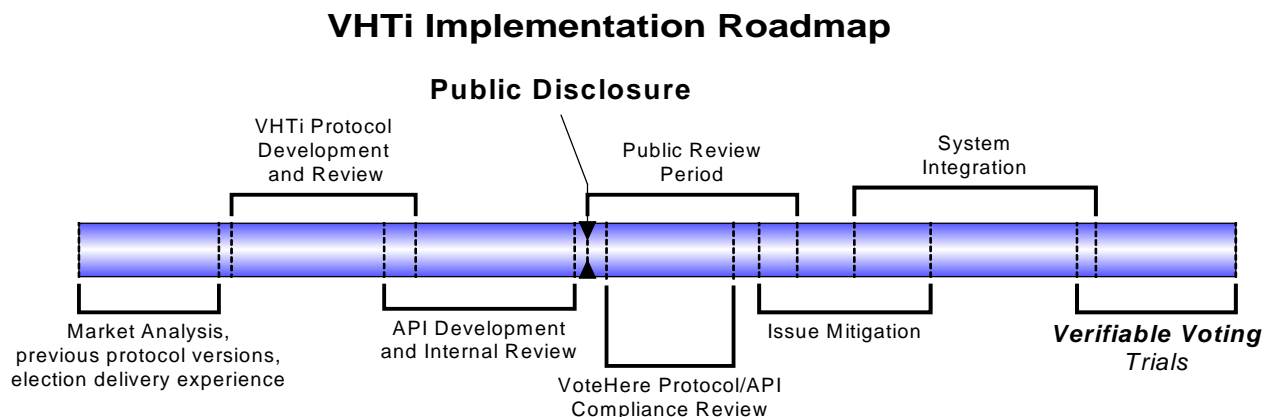 VHTi Implementation Roadmap
Public Disclosure
VHTi Protocol
Development
and Review
Public Review
Period
System
Integration
Market Analysis,
previous protocol versions,
election delivery experience
API Development
and Internal Review
VoteHere Protocol/API
Compliance Review
Issue Mitigation
Verifiable Voting
Trials